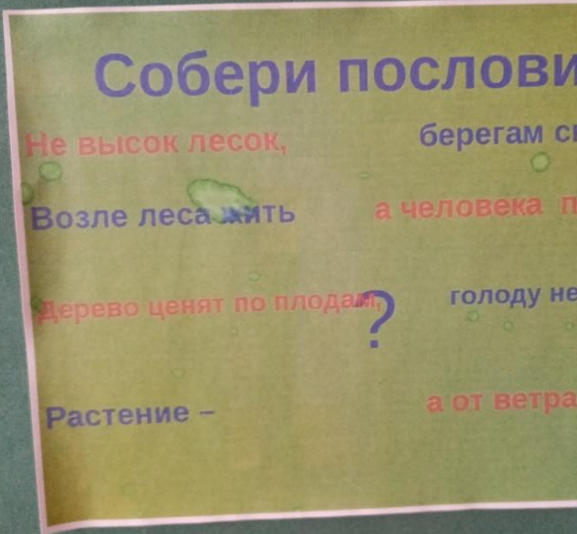 Собери послови
Не высок лесок, берегам
Возле леса жить а человека
Дерево ценят по плодам, ? голоду не
Растение – а от ветра